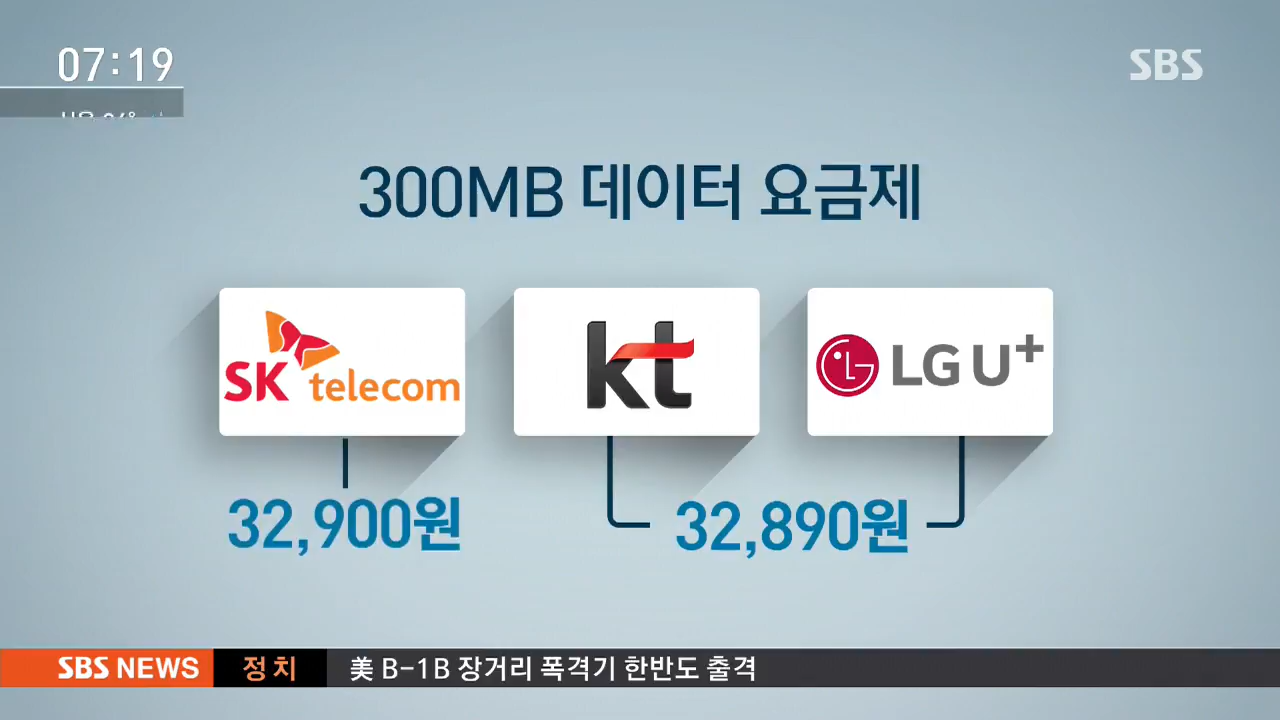 07:19
SBS
300MB 데이터 요금제
SK telecom
kt
LG U+
32,900원
32,890원
SBS NEWS 정치 美 B-1B 장거리 폭격기 한반도 출격